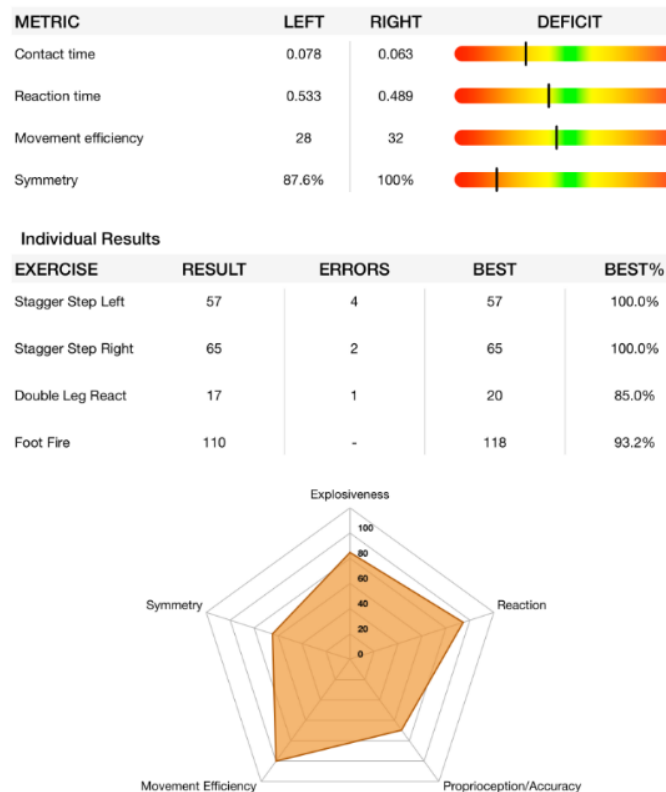 METRIC LEFT RIGHT DEFICIT
Contact time 0.078 0.063
Reaction time 0.533 0.489
Movement efficiency 28 32
Symmetry 87.6% 100%
Individual Results
EXERCISE RESULT ERRORS BEST BEST%
Stagger Step Left 57 4 57 100.0%
Stagger Step Right 65 2 65 100.0%
Double Leg React 17 1 20 85.0%
Foot Fire 110 - 118 93.2%
Explosiveness
100
80
60
Symmetry Reaction
40
20
0
Movement Efficiency Proprioception/Accuracy